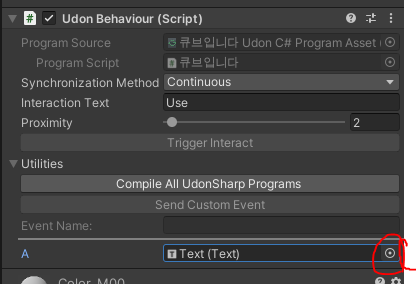 Udon Behaviour (Script)
Program Source 큐브입니다 Udon C# Program Asset (
Program Script 큐브입니다
Synchronization Method Continuous
Interaction Text Use
Proximity 2
Trigger Interact
Utilities
Compile All UdonSharp Programs
Send Custom Event
Event Name:
A Text (Text)
Color_M00